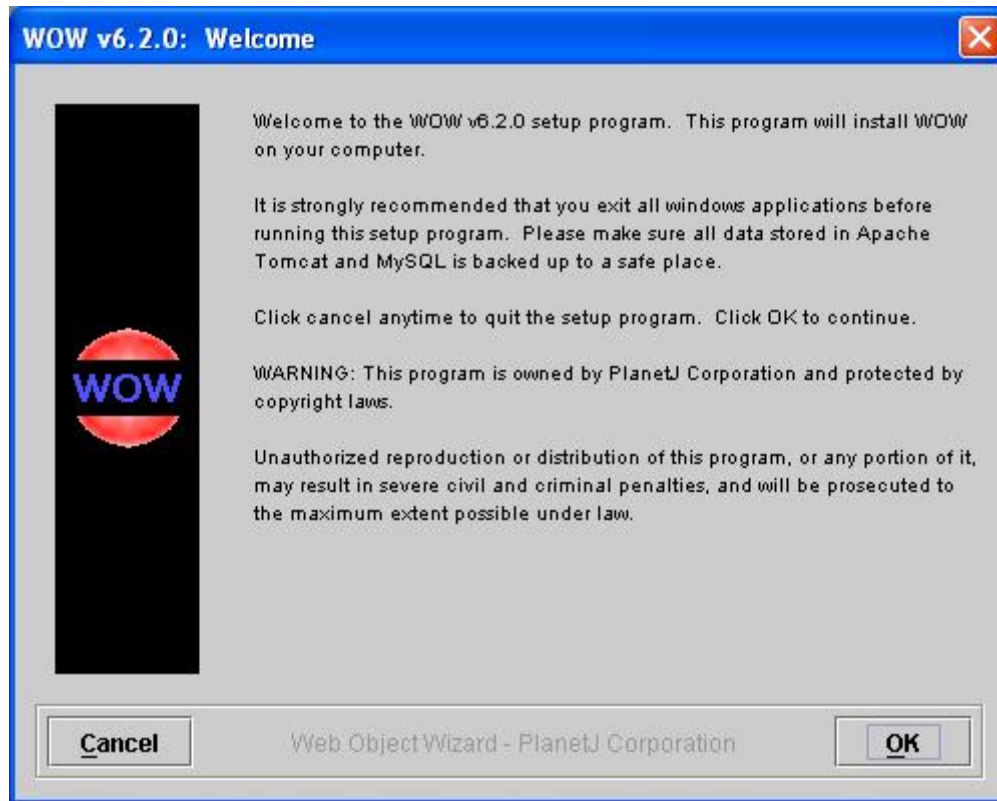 WOW v6.2.0: Welcome
Welcome to the WOW v6.2.0 setup program. This program will install WOW
on your computer.
It is strongly recommended that you exit all windows applications before
running this setup program. Please make sure all data stored in Apache
Tomcat and MySQL is backed up to a safe place.
Click cancel anytime to quit the setup program. Click OK to continue.
WARNING: This program is owned by PlanetJ Corporation and protected by
copyright laws.
Unauthorized reproduction or distribution of this program, or any portion of it,
may result in severe civil and criminal penalties, and will be prosecuted to
the maximum extent possible under law.
WOW
Cancel
Web Object Wizard - PlanetJ Corporation
OK